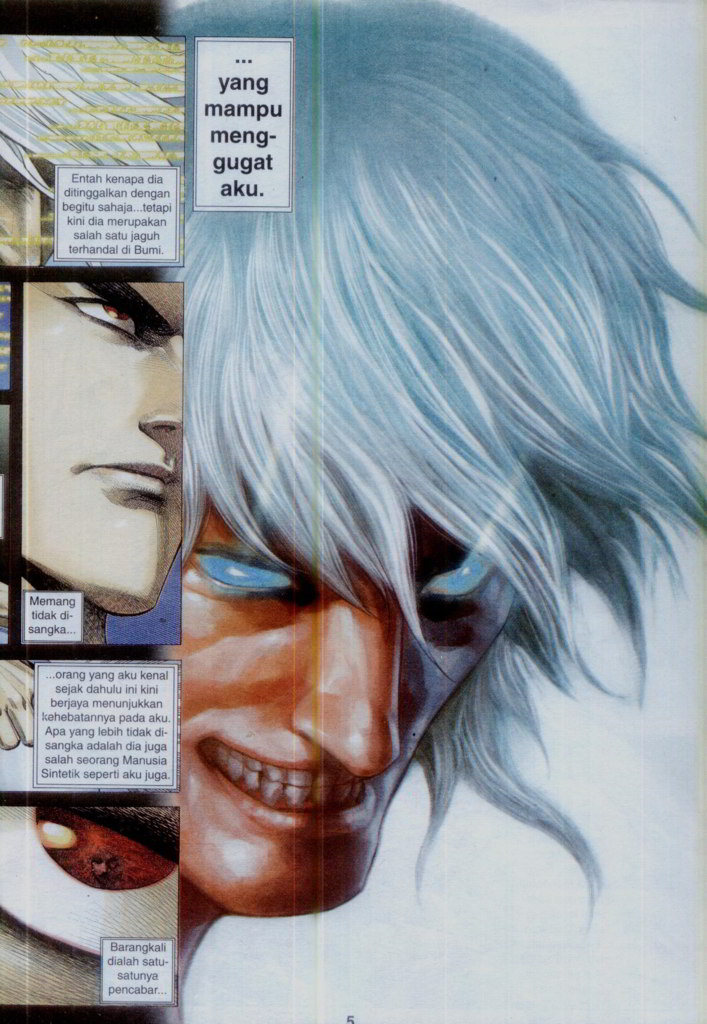 Entah kenapa dia
ditinggalkan dengan
begitu sahaja...tetapi
kini dia merupakan
salah satu jaguh
terhandal di Bumi.
Memang
tidak di-
sangka...
...orang yang aku kenal
sejak dahulu ini kini
berjaya menunjukkan
kehebatannya pada aku.
Apa yang lebih tidak di-
sangka adalah dia juga
salah seorang Manusia
Sintetik seperti aku juga.
Barangkali
dialah satu-
satunya
pencabar...
...
yang
mampu
meng-
gugat
aku.
5